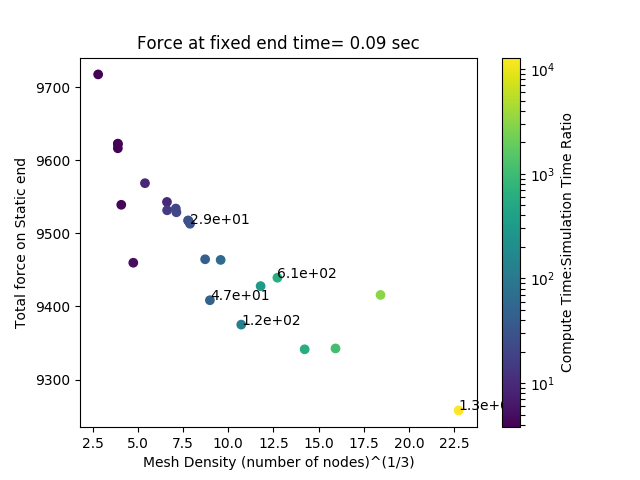 Force at fixed end time= 0.09 sec
Total force on Static end
9700
9600
9500
9400
9300
2.9e+01
6.1e+02
4.7e+01
1.2e+02
2.5
5.0
7.5
10.0
12.5
15.0
17.5
20.0
22.5
Mesh Density (number of nodes)^(1/3)
10^4
10^3
10^2
10^1
Compute Time:Simulation Time Ratio